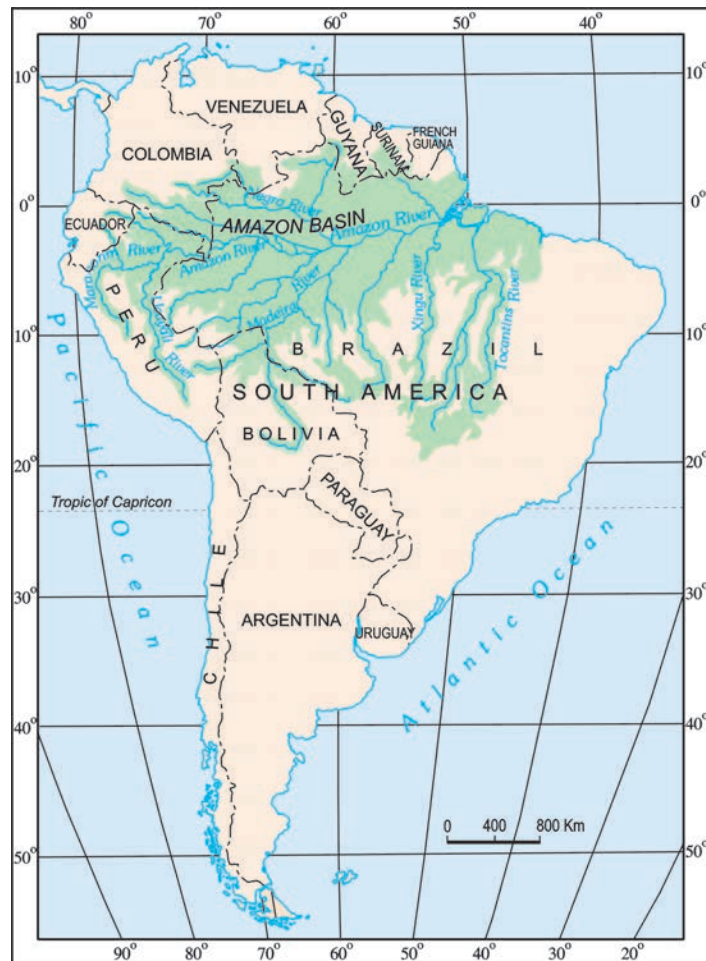 80° 70° 60° 50° 40°
10° 10°
VENEZUELA
GUYANA
SURINAM
FRENCH
GUIANA
COLOMBIA
0° 0°
ECUADOR
Negro River
AMAZON BASIN
Amazon River
River
Amazon River
Madeira River
Xingu River
Tocantins River
PERU
River
10° 10°
BRAZIL
SOUTH AMERICA
BOLIVIA
20° 20°
Tropic of Capricon
PARAGUAY
Pacific Ocean
CHILE
30° 30°
ARGENTINA
URUGUAY
Atlantic Ocean
40° 40°
0 400 800 Km
50° 50°
90° 80° 70° 60° 50° 40° 30° 20°